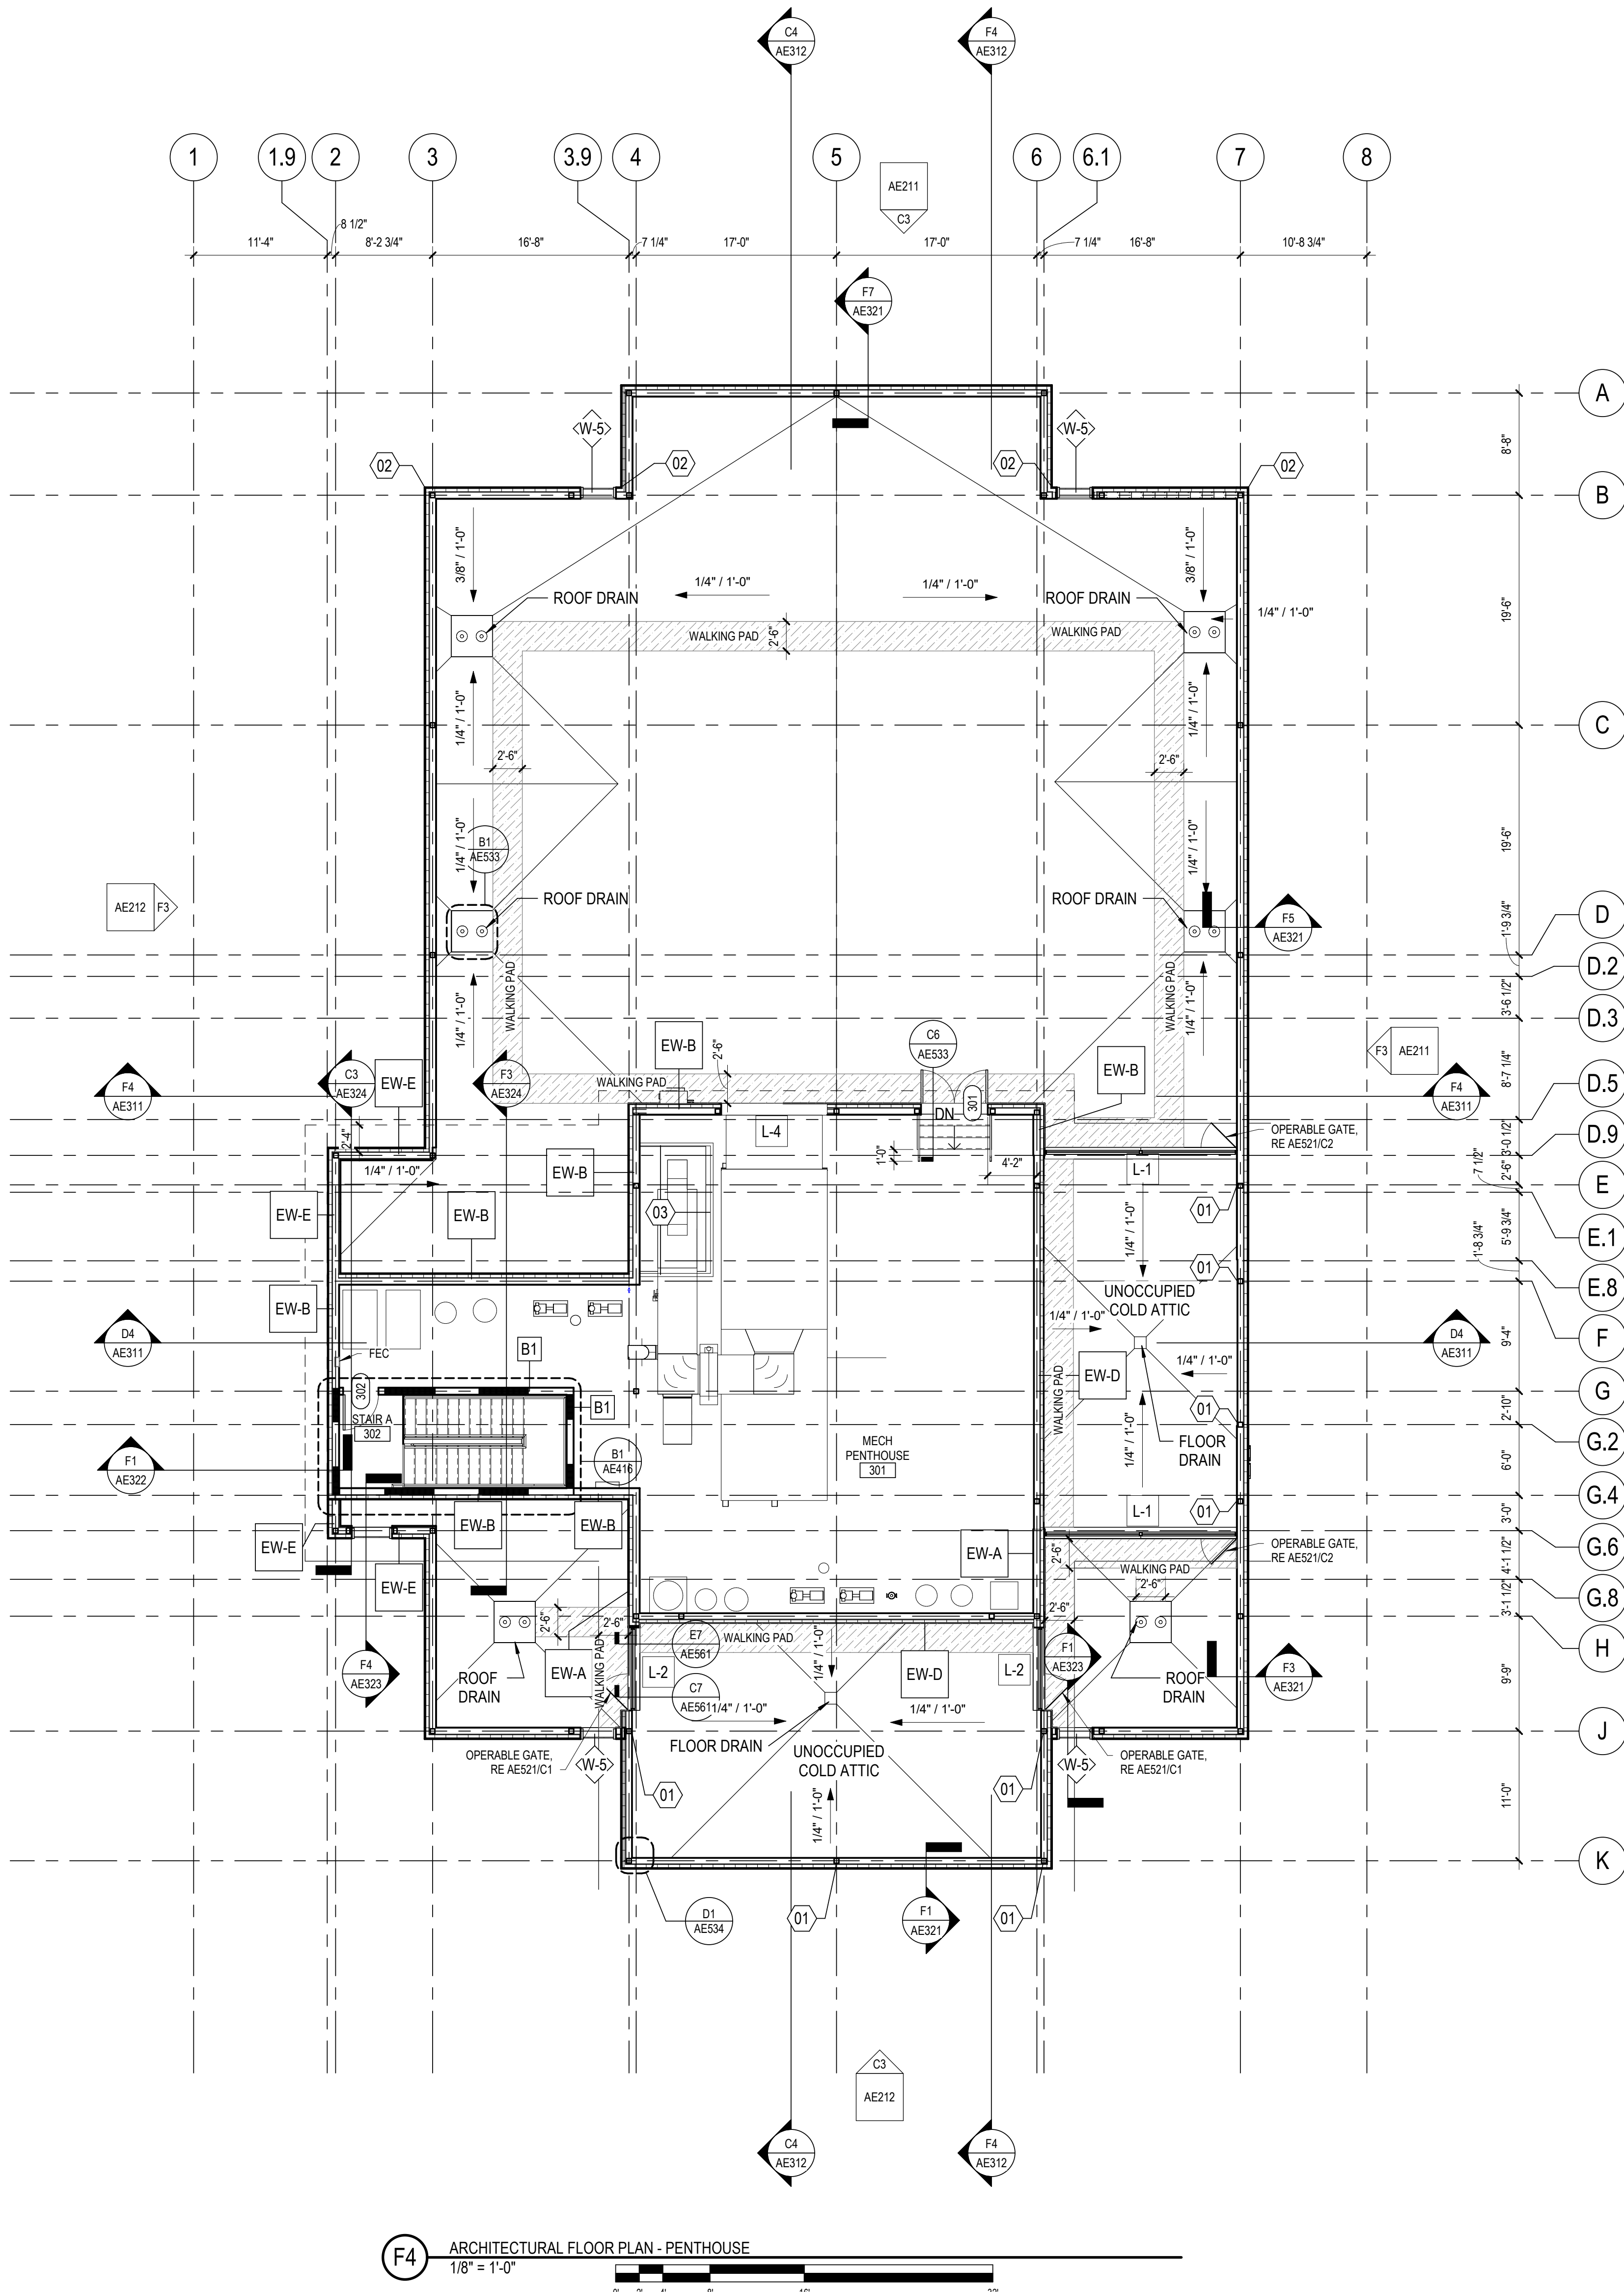 C4
AE312
F4
AE312
1
1.9
2
3
3.9
4
5
6
6.1
7
8
AE211
C3
8 1/2"
11'-4"
8'-2 3/4"
16'-8"
7 1/4"
17'-0"
17'-0"
7 1/4"
16'-8"
10'-8 3/4"
F7
AE321
A
8'-8"
W-5
W-5
02
02
02
02
B
3/8" / 1'-0"
3/8" / 1'-0"
1/4" / 1'-0"
1/4" / 1'-0"
ROOF DRAIN
ROOF DRAIN
1/4" / 1'-0"
19'-6"
WALKING PAD
2'-6"
WALKING PAD
1/4" / 1'-0"
1/4" / 1'-0"
C
2'-6"
2'-6"
1/4" / 1'-0"
B1
AE533
1/4" / 1'-0"
19'-6"
AE212
F3
ROOF DRAIN
ROOF DRAIN
F5
AE321
1'-9 3/4"
D
D.2
WALKING PAD
1/4" / 1'-0"
WALKING PAD
1/4" / 1'-0"
3'-6 1/2"
D.3
EW-B
2'-6"
C6
AE533
F3
AE211
EW-B
F4
AE311
C3
AE324
EW-E
F3
AE324
WALKING PAD
301
F4
AE311
8'-7 1/4"
D.5
DN
L-4
2'-4"
OPERABLE GATE,
RE AE521/C2
3'-0 1/2"
D.9
1/4" / 1'-0"
EW-B
1'-0"
4'-2"
L-1
7 1/2"
2'-6"
E
EW-E
EW-B
03
01
1/4" / 1'-0"
5'-9 3/4"
E.1
1'-8 3/4"
E.8
01
EW-B
UNOCCUPIED
COLD ATTIC
D4
AE311
FEC
B1
1/4" / 1'-0"
D4
AE311
9'-4"
F
1/4" / 1'-0"
EW-D
302
STAIR A
302
B1
WALKING PAD
1/4" / 1'-0"
01
G
2'-10"
G.2
MECH
PENTHOUSE
301
FLOOR
DRAIN
F1
AE322
B1
AE416
6'-0"
G.4
L-1
01
EW-B
EW-B
3'-0"
EW-E
EW-A
2'-6"
OPERABLE GATE,
RE AE521/C2
G.6
4'-1 1/2"
EW-E
WALKING PAD
2'-6"
G.8
3'-1 1/2"
2'-6"
2'-6"
2'-6"
H
E7
AE561
WALKING PAD
1/4" / 1'-0"
F1
AE323
F4
AE323
ROOF
DRAIN
EW-A
WALKING PAD
L-2
EW-D
L-2
ROOF
DRAIN
F3
AE321
9'-9"
C7
AE561
1/4" / 1'-0"
1/4" / 1'-0"
J
FLOOR DRAIN
UNOCCUPIED
COLD ATTIC
OPERABLE GATE,
RE AE521/C1
W-5
W-5
OPERABLE GATE,
RE AE521/C1
01
01
1/4" / 1'-0"
11'-0"
K
D1
AE534
01
F1
AE321
01
C3
AE212
C4
AE312
F4
AE312
F4
ARCHITECTURAL FLOOR PLAN - PENTHOUSE
1/8" = 1'-0"